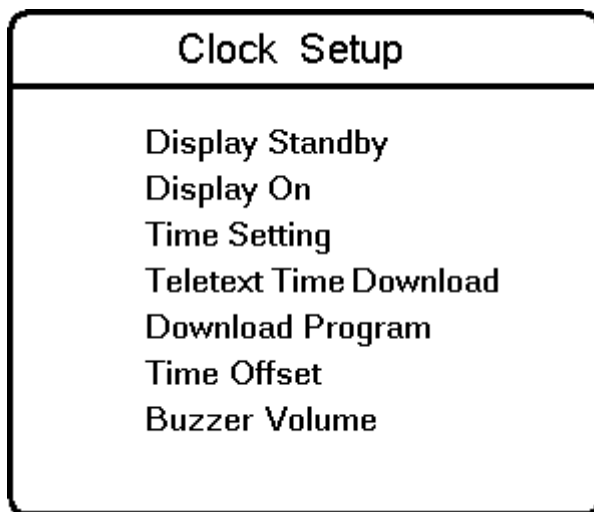 Clock Setup
Display Standby
Display On
Time Setting
Teletext Time Download
Download Program
Time Offset
Buzzer Volume